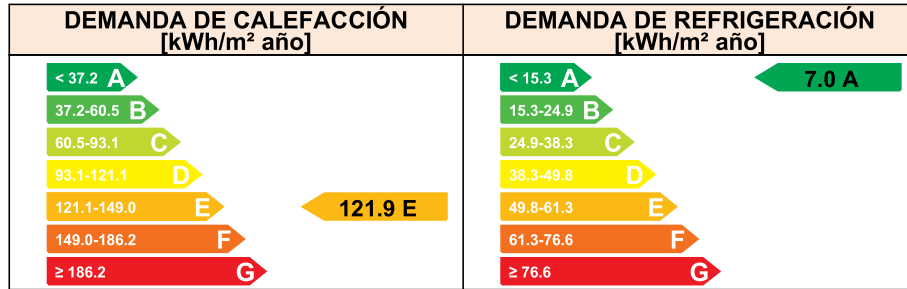 DEMANDA DE CALEFACCIÓN
[kWh/m² año]
< 37.2 A
37.2-60.5 B
60.5-93.1 C
93.1-121.1 D
121.1-149.0 E
149.0-186.2 F
≥ 186.2 G
121.9 E
DEMANDA DE REFRIGERACIÓN
[kWh/m² año]
< 15.3 A
15.3-24.9 B
24.9-38.3 C
38.3-49.8 D
49.8-61.3 E
61.3-76.6 F
≥ 76.6 G
7.0 A